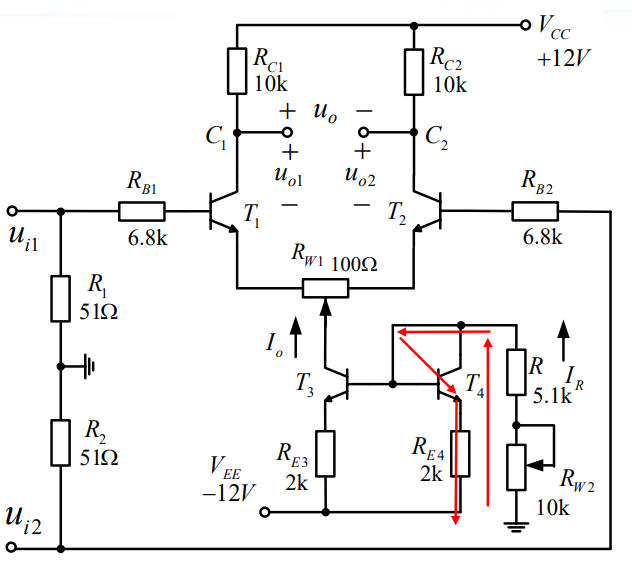 V_CC
+12V
R_C1
10k
R_C2
10k
+ u_o −
C_1
C_2
+
+
u_o1
u_o2
−
−
R_B1
6.8k
T_1
T_2
R_B2
6.8k
u_i1
R_W1 100Ω
R_1
51Ω
I_o
T_3
T_4
R
5.1k
I_R
R_2
51Ω
V_EE
−12V
R_E3
2k
R_E4
2k
R_W2
10k
u_i2